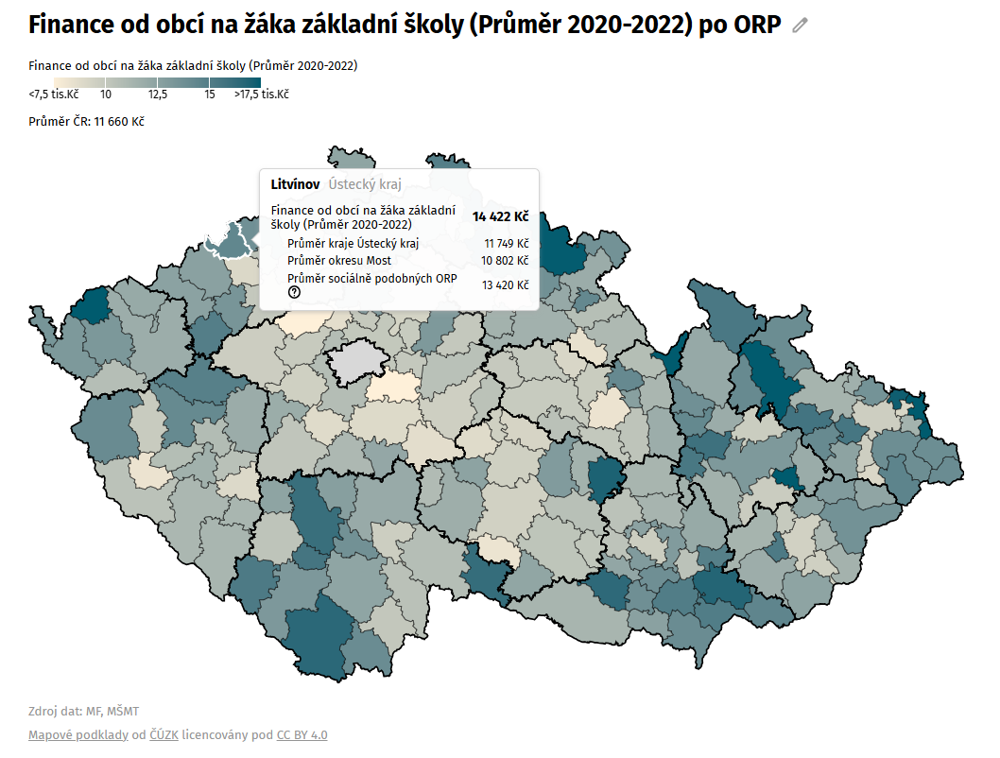 Finance od obcí na žáka základní školy (Průměr 2020-2022) po ORP
Finance od obcí na žáka základní školy (Průměr 2020-2022)
<7,5 tis.Kč 10 12,5 15 >17,5 tis.Kč
Průměr ČR: 11 660 Kč
Litvínov Ústecký kraj
Finance od obcí na žáka základní
školy (Průměr 2020-2022) 14 422 Kč
Průměr kraje Ústecký kraj 11 749 Kč
Průměr okresu Most 10 802 Kč
Průměr sociálně podobných ORP 13 420 Kč
?
Zdroj dat: MF, MŠMT
Mapové podklady od ČÚZK licencovány pod CC BY 4.0